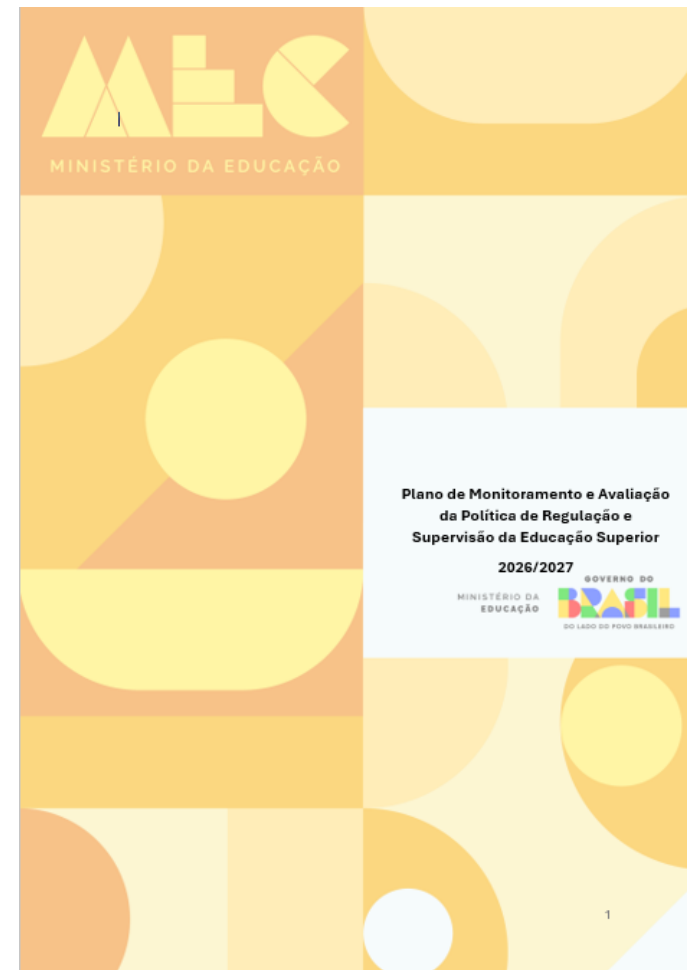 MEC
MINISTÉRIO DA EDUCAÇÃO
Plano de Monitoramento e Avaliação
da Política de Regulação e
Supervisão da Educação Superior
2026/2027
MINISTÉRIO DA
EDUCAÇÃO
GOVERNO DO
BRASIL
DO LADO DO POVO BRASILEIRO
1